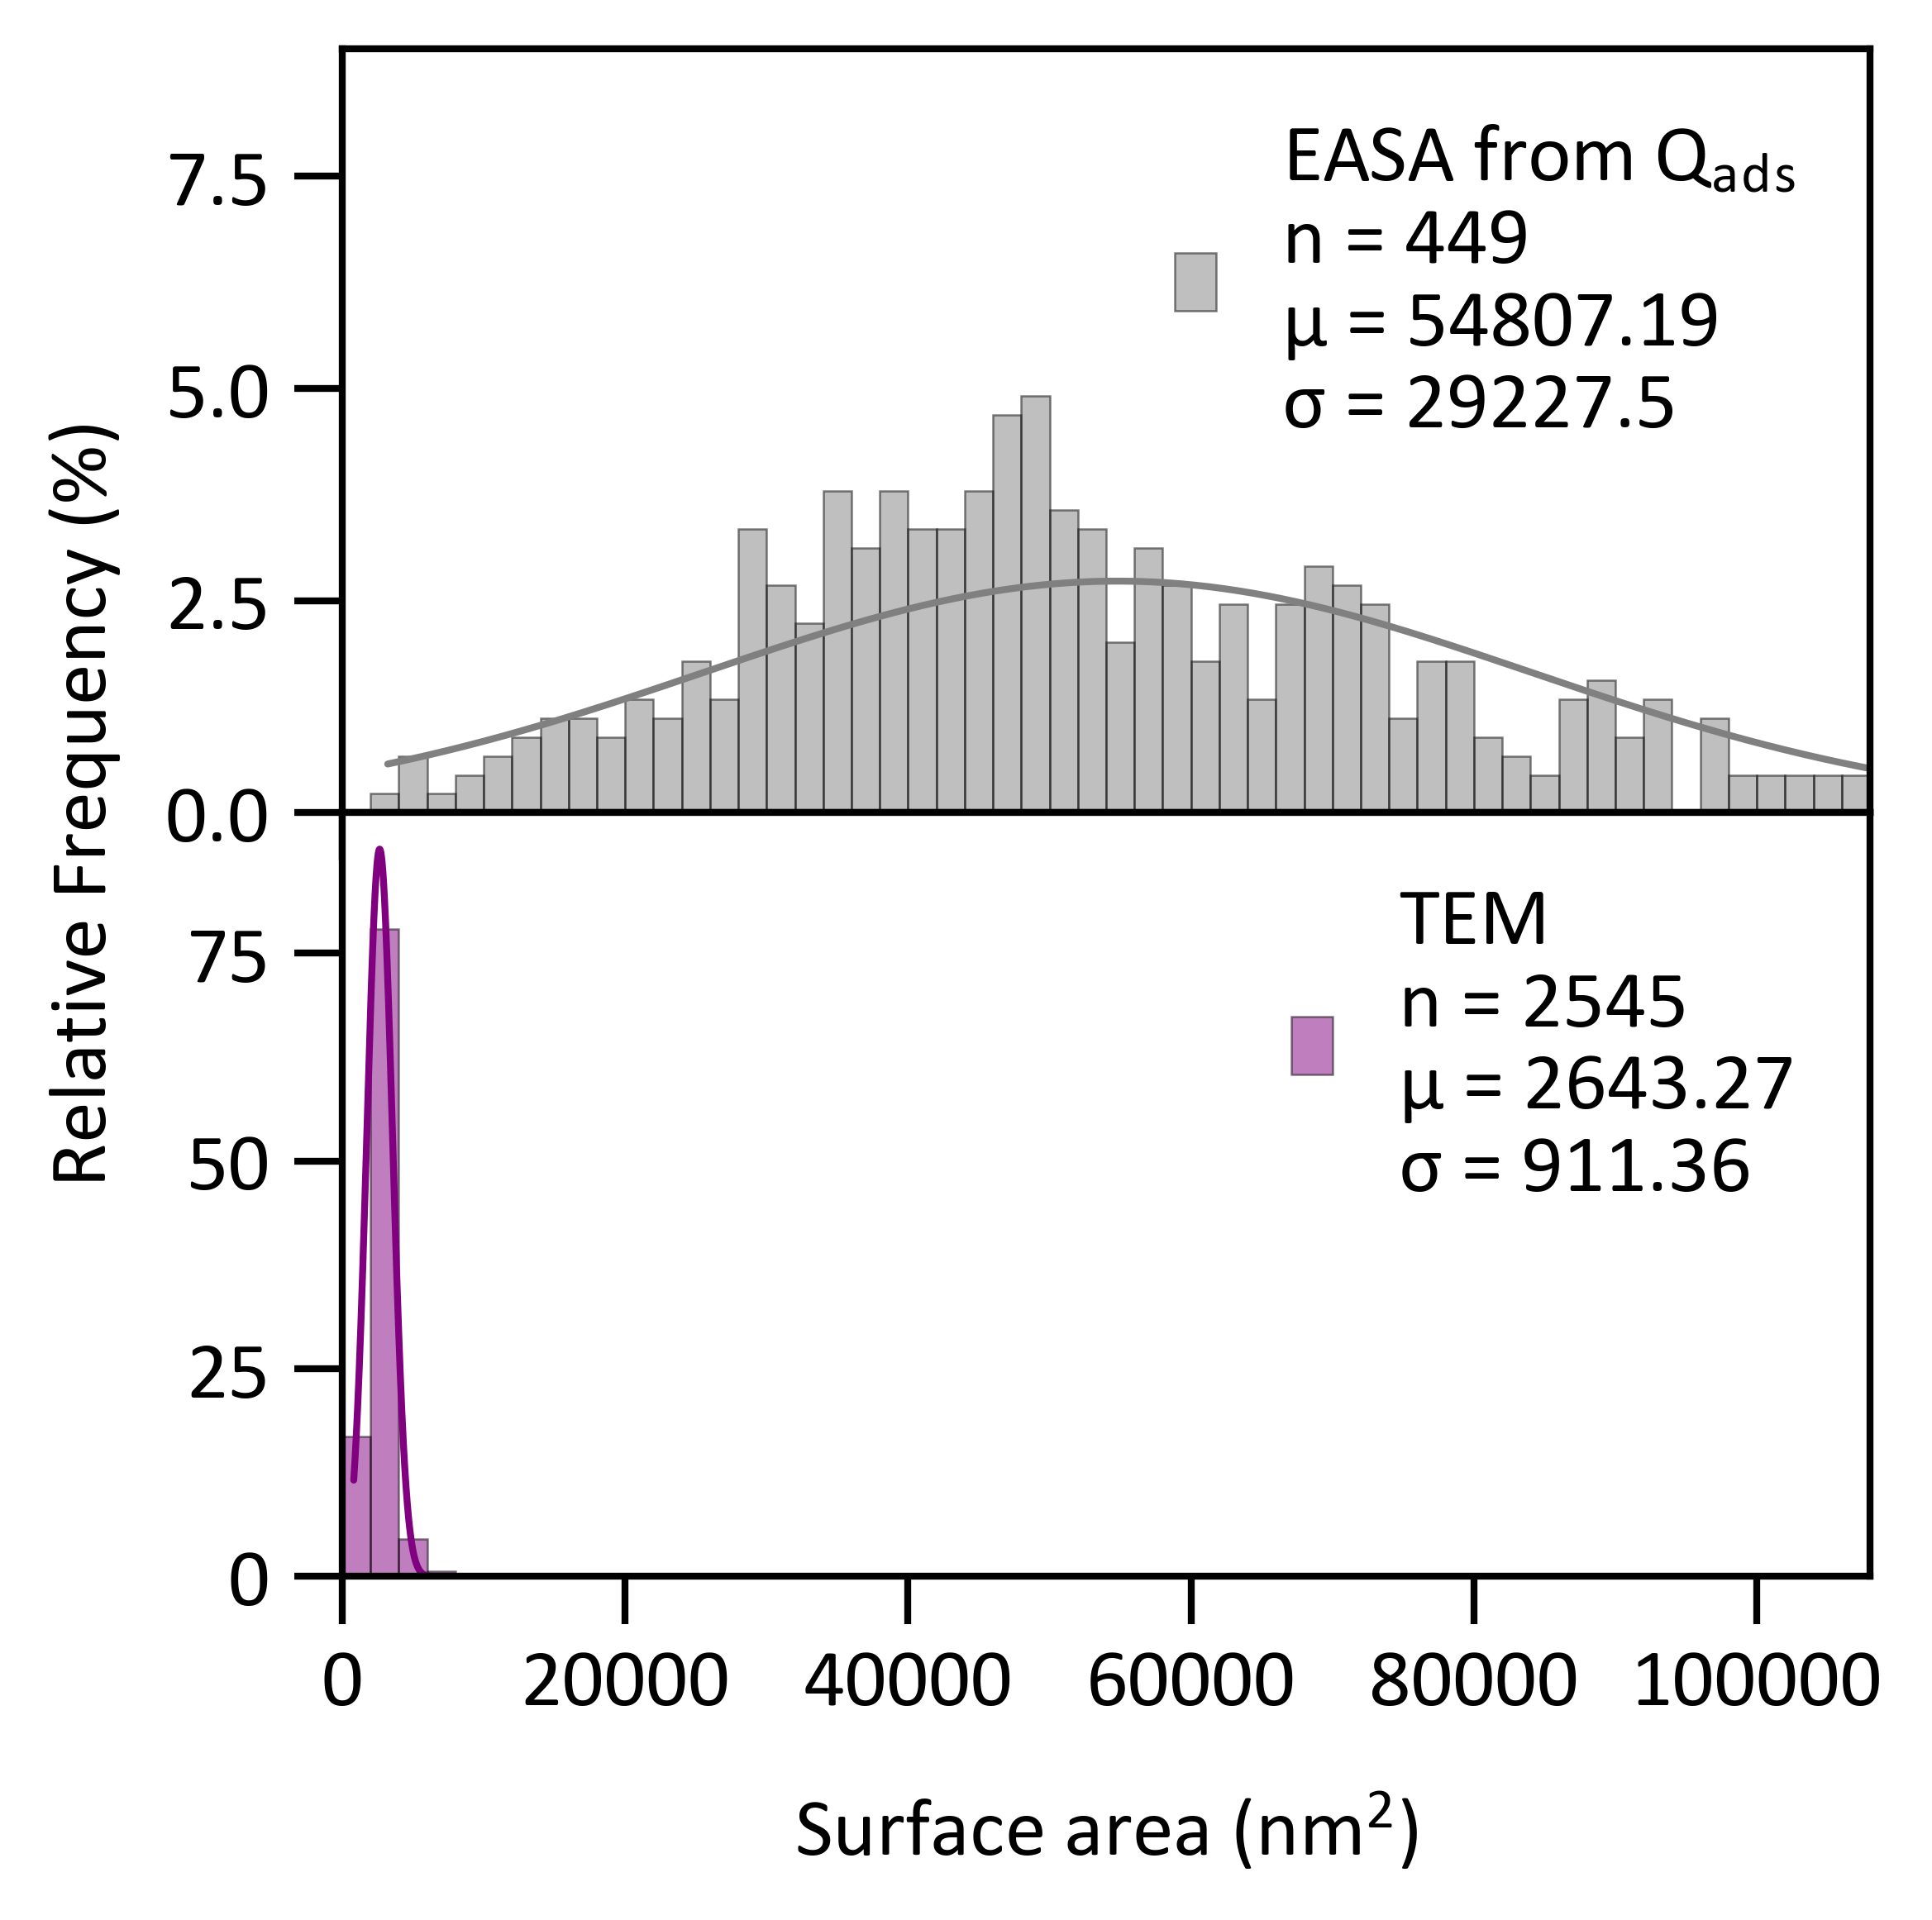 Relative Frequency (%)
7.5
5.0
2.5
0.0
EASA from Qads
n = 449
µ = 54807.19
σ = 29227.5
75
50
25
0
TEM
n = 2545
µ = 2643.27
σ = 911.36
0 20000 40000 60000 80000 100000
Surface area (nm²)